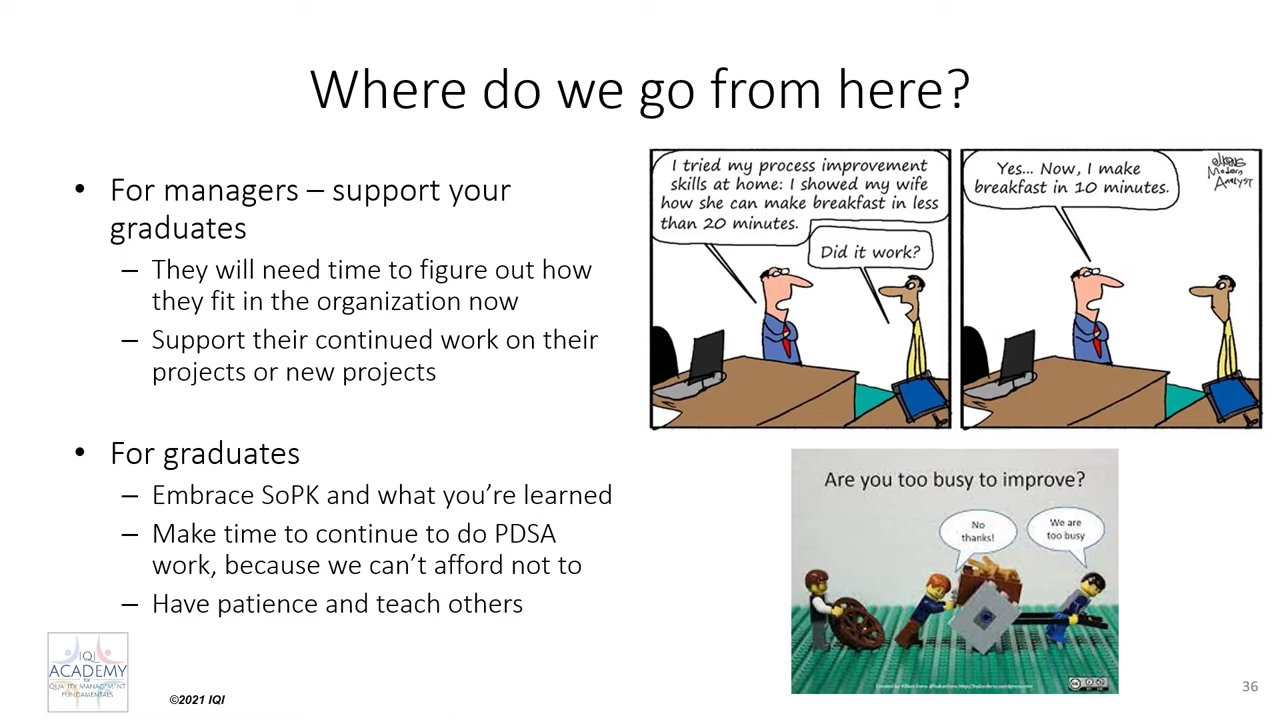 Where do we go from here?
• For managers – support your
graduates
– They will need time to figure out how
they fit in the organization now
– Support their continued work on their
projects or new projects
• For graduates
– Embrace SoPK and what you’re learned
– Make time to continue to do PDSA
work, because we can’t afford not to
– Have patience and teach others
I tried my process improvement
skills at home: I showed my wife
how she can make breakfast in less
than 20 minutes.
Did it work?
Yes... Now, I make
breakfast in 10 minutes.
Modern
Analyst
Are you too busy to improve?
No
thanks!
We are
too busy
IQI
ACADEMY
for
QUALITY MANAGEMENT
FUNDAMENTALS
©2021 IQI
36